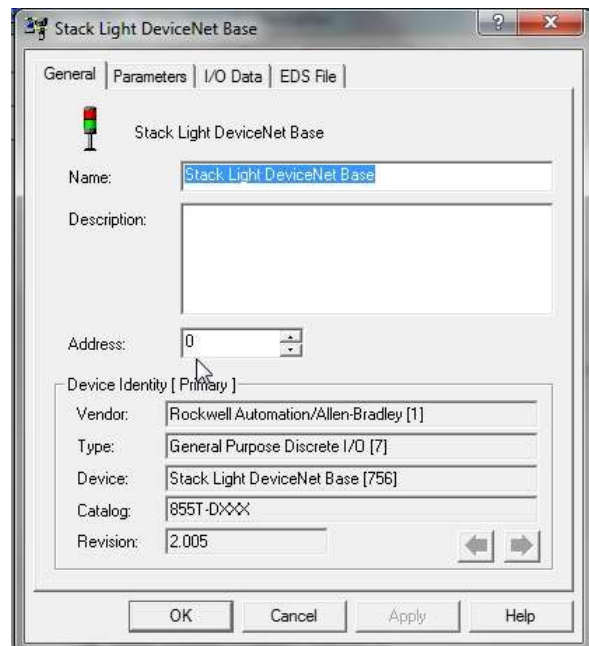 Stack Light DeviceNet Base
General Parameters I/O Data EDS File
Stack Light DeviceNet Base
Name: Stack Light DeviceNet Base
Description:
Address: 0
Device Identity [ Primary ]
Vendor: Rockwell Automation/Allen-Bradley [1]
Type: General Purpose Discrete I/O [7]
Device: Stack Light DeviceNet Base [756]
Catalog: 855T-DXXX
Revision: 2.005
OK Cancel Apply Help